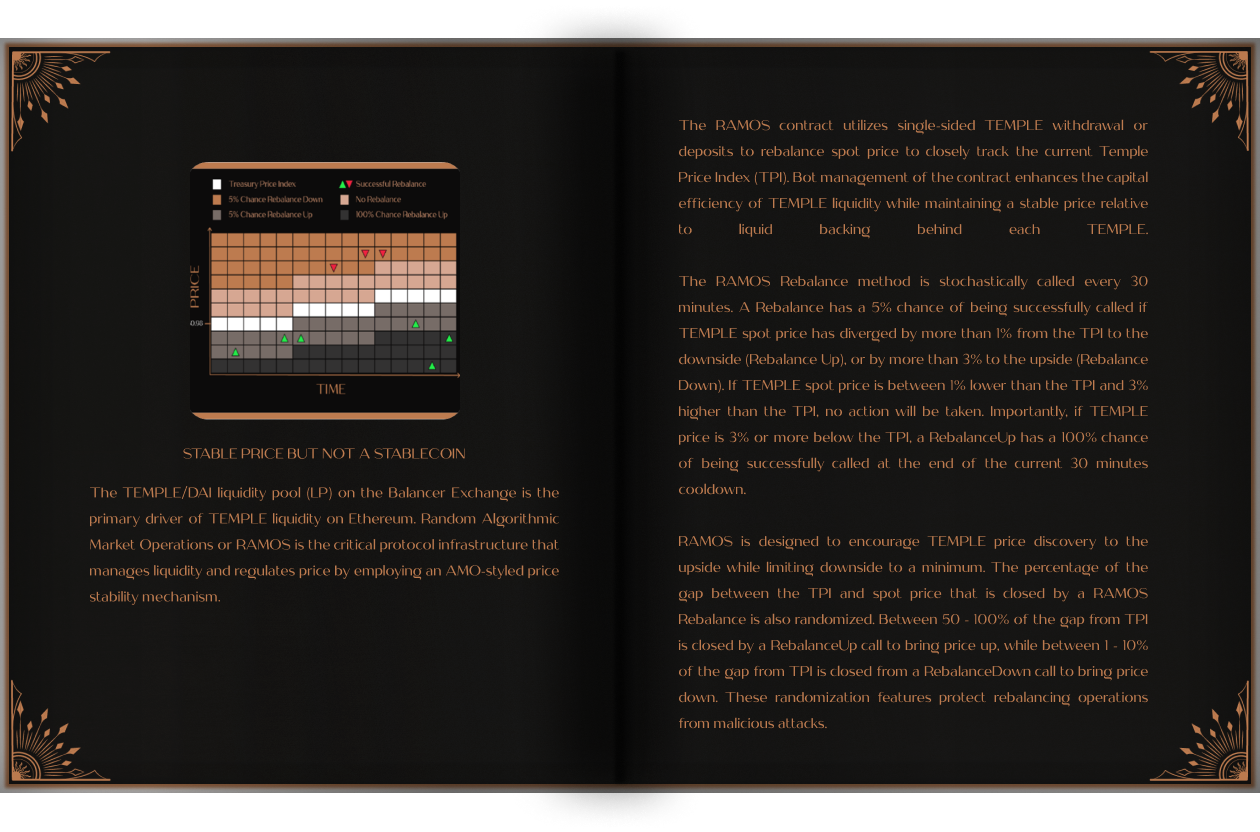 Treasury Price Index
Successful Rebalance
5% Chance Rebalance Down
No Rebalance
5% Chance Rebalance Up
100% Chance Rebalance Up
PRICE
0.98
TIME
STABLE PRICE BUT NOT A STABLECOIN
The TEMPLE/DAI liquidity pool (LP) on the Balancer Exchange is the
primary driver of TEMPLE liquidity on Ethereum. Random Algorithmic
Market Operations or RAMOS is the critical protocol infrastructure that
manages liquidity and regulates price by employing an AMO-styled price
stability mechanism.
The RAMOS contract utilizes single-sided TEMPLE withdrawal or
deposits to rebalance spot price to closely track the current Temple
Price Index (TPI). Bot management of the contract enhances the capital
efficiency of TEMPLE liquidity while maintaining a stable price relative
to liquid backing behind each TEMPLE.
The RAMOS Rebalance method is stochastically called every 30
minutes. A Rebalance has a 5% chance of being successfully called if
TEMPLE spot price has diverged by more than 1% from the TPI to the
downside (Rebalance Up), or by more than 3% to the upside (Rebalance
Down). If TEMPLE spot price is between 1% lower than the TPI and 3%
higher than the TPI, no action will be taken. Importantly, if TEMPLE
price is 3% or more below the TPI, a RebalanceUp has a 100% chance
of being successfully called at the end of the current 30 minutes
cooldown.
RAMOS is designed to encourage TEMPLE price discovery to the
upside while limiting downside to a minimum. The percentage of the
gap between the TPI and spot price that is closed by a RAMOS
Rebalance is also randomized. Between 50 - 100% of the gap from TPI
is closed by a RebalanceUp call to bring price up, while between 1 - 10%
of the gap from TPI is closed from a RebalanceDown call to bring price
down. These randomization features protect rebalancing operations
from malicious attacks.